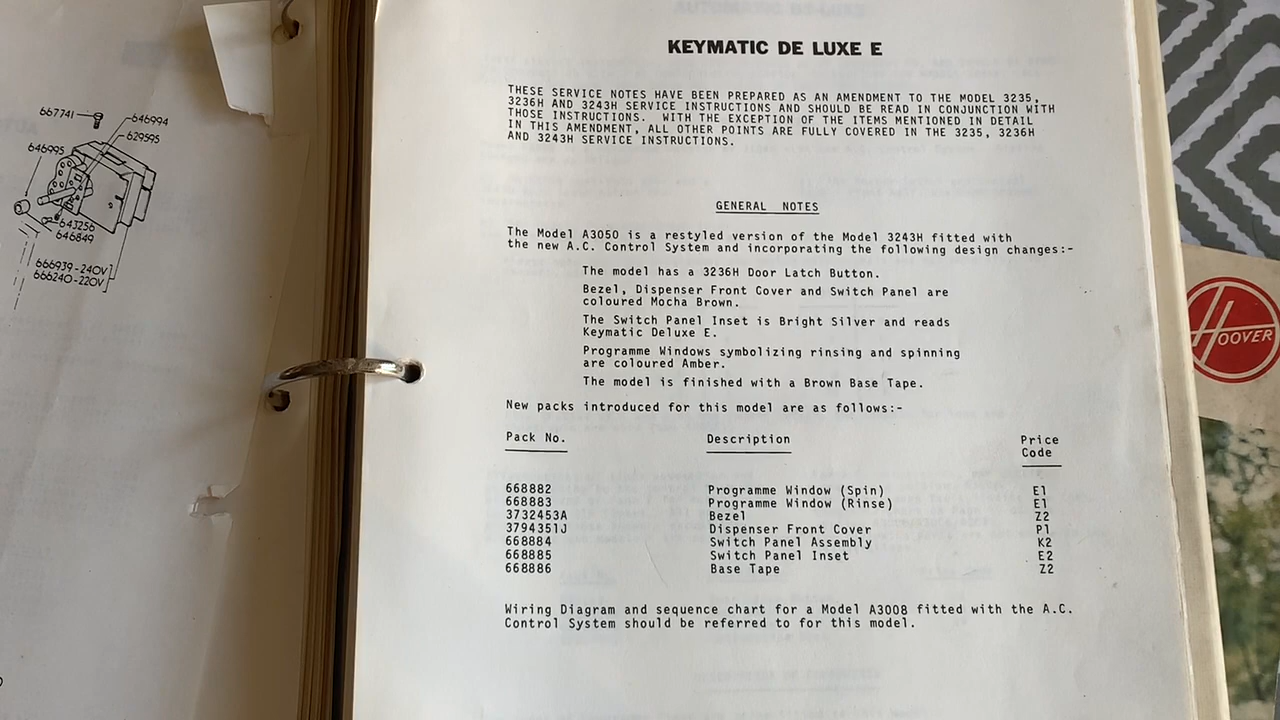 667741
646994
629595
646995
643256
646849
666939-240V
666240-220V
KEYMATIC DE LUXE E
THESE SERVICE NOTES HAVE BEEN PREPARED AS AN AMENDMENT TO THE MODEL 3235,
3236H AND 3243H SERVICE INSTRUCTIONS AND SHOULD BE READ IN CONJUNCTION WITH
THOSE INSTRUCTIONS. WITH THE EXCEPTION OF THE ITEMS MENTIONED IN DETAIL
IN THIS AMENDMENT, ALL OTHER POINTS ARE FULLY COVERED IN THE 3235, 3236H
AND 3243H SERVICE INSTRUCTIONS.
GENERAL NOTES
The Model A3050 is a restyled version of the Model 3243H fitted with
the new A.C. Control System and incorporating the following design changes:-
The model has a 3236H Door Latch Button.
Bezel, Dispenser Front Cover and Switch Panel are
coloured Mocha Brown.
The Switch Panel Inset is Bright Silver and reads
Keymatic Deluxe E.
Programme Windows symbolizing rinsing and spinning
are coloured Amber.
The model is finished with a Brown Base Tape.
New packs introduced for this model are as follows:-
Pack No. Description Price
Code
668882 Programme Window (Spin) E1
668883 Programme Window (Rinse) E1
3732453A Bezel Z2
3794351J Dispenser Front Cover P1
668884 Switch Panel Assembly K2
668885 Switch Panel Inset E2
668886 Base Tape Z2
Wiring Diagram and sequence chart for a Model A3008 fitted with the A.C.
Control System should be referred to for this model.
HOOVER